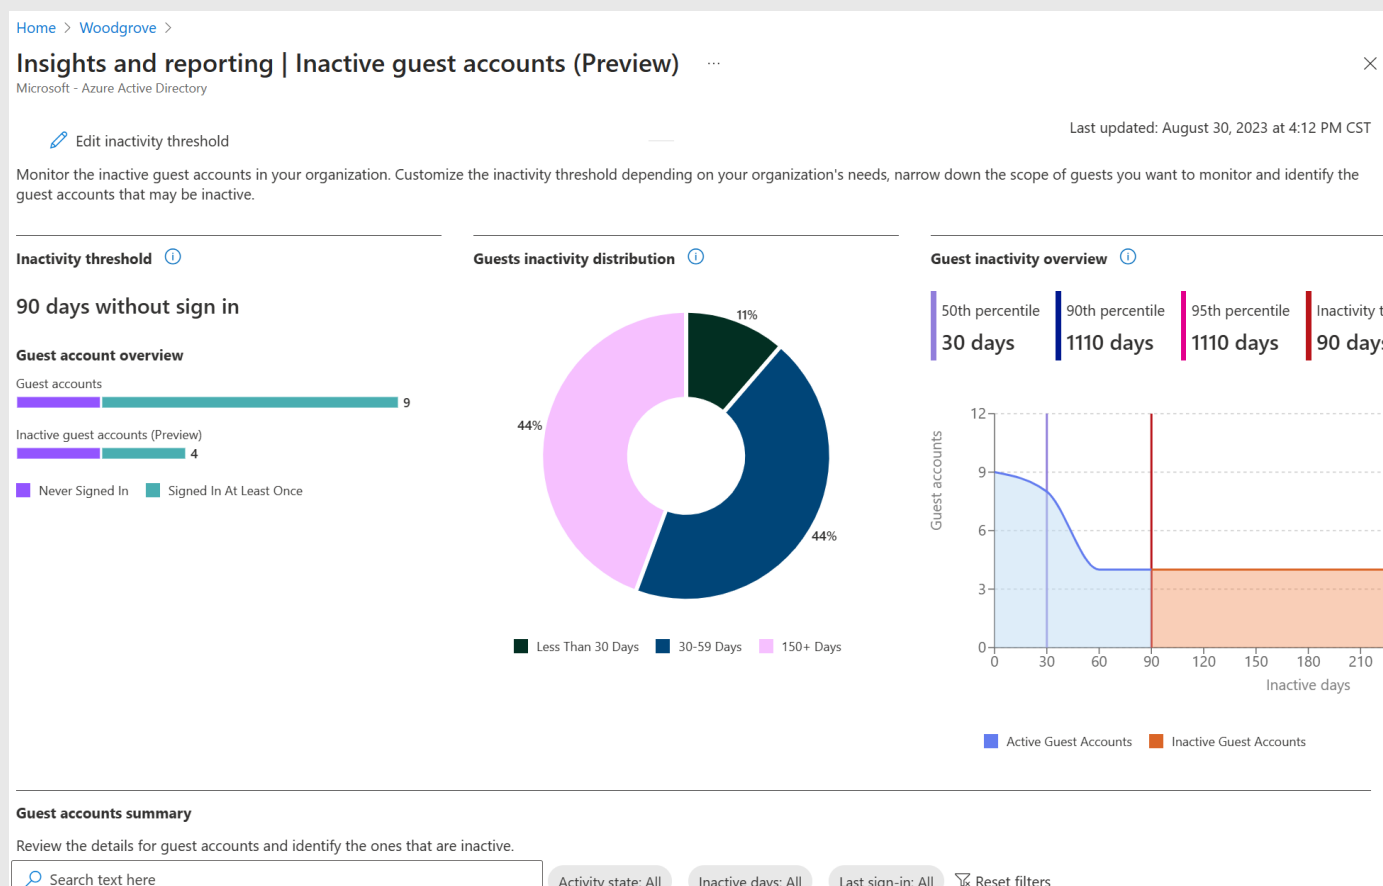 Home > Woodgrove >
Insights and reporting | Inactive guest accounts (Preview) ...
Microsoft - Azure Active Directory
Edit inactivity threshold
Last updated: August 30, 2023 at 4:12 PM CST
Monitor the inactive guest accounts in your organization. Customize the inactivity threshold depending on your organization's needs, narrow down the scope of guests you want to monitor and identify the
guest accounts that may be inactive.
Inactivity threshold
90 days without sign in
Guest account overview
Guest accounts
9
Inactive guest accounts (Preview)
4
Never Signed In Signed In At Least Once
Guests inactivity distribution
11%
44%
44%
Less Than 30 Days 30-59 Days 150+ Days
Guest inactivity overview
50th percentile 90th percentile 95th percentile Inactivity t
30 days 1110 days 1110 days 90 days
Guest accounts
12
9
6
3
0
0 30 60 90 120 150 180 210
Inactive days
Active Guest Accounts Inactive Guest Accounts
Guest accounts summary
Review the details for guest accounts and identify the ones that are inactive.
Search text here Activity state: All Inactive days: All Last sign-in: All Reset filters